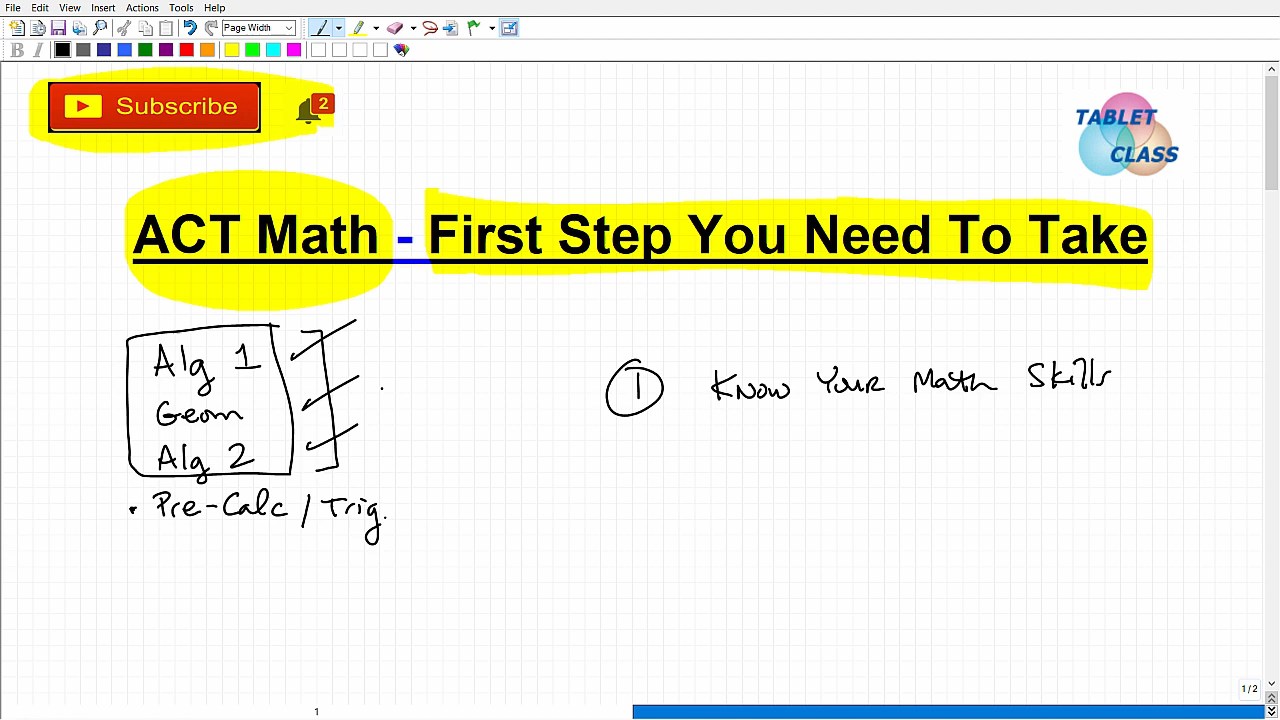 File Edit View Insert Actions Tools Help
Page Width
B I
Subscribe 2
TABLET
CLASS
ACT Math - First Step You Need To Take
Alg 1
Geom
Alg 2
• Pre-Calc / Trig.
1 Know Your Math Skills
1/2
1